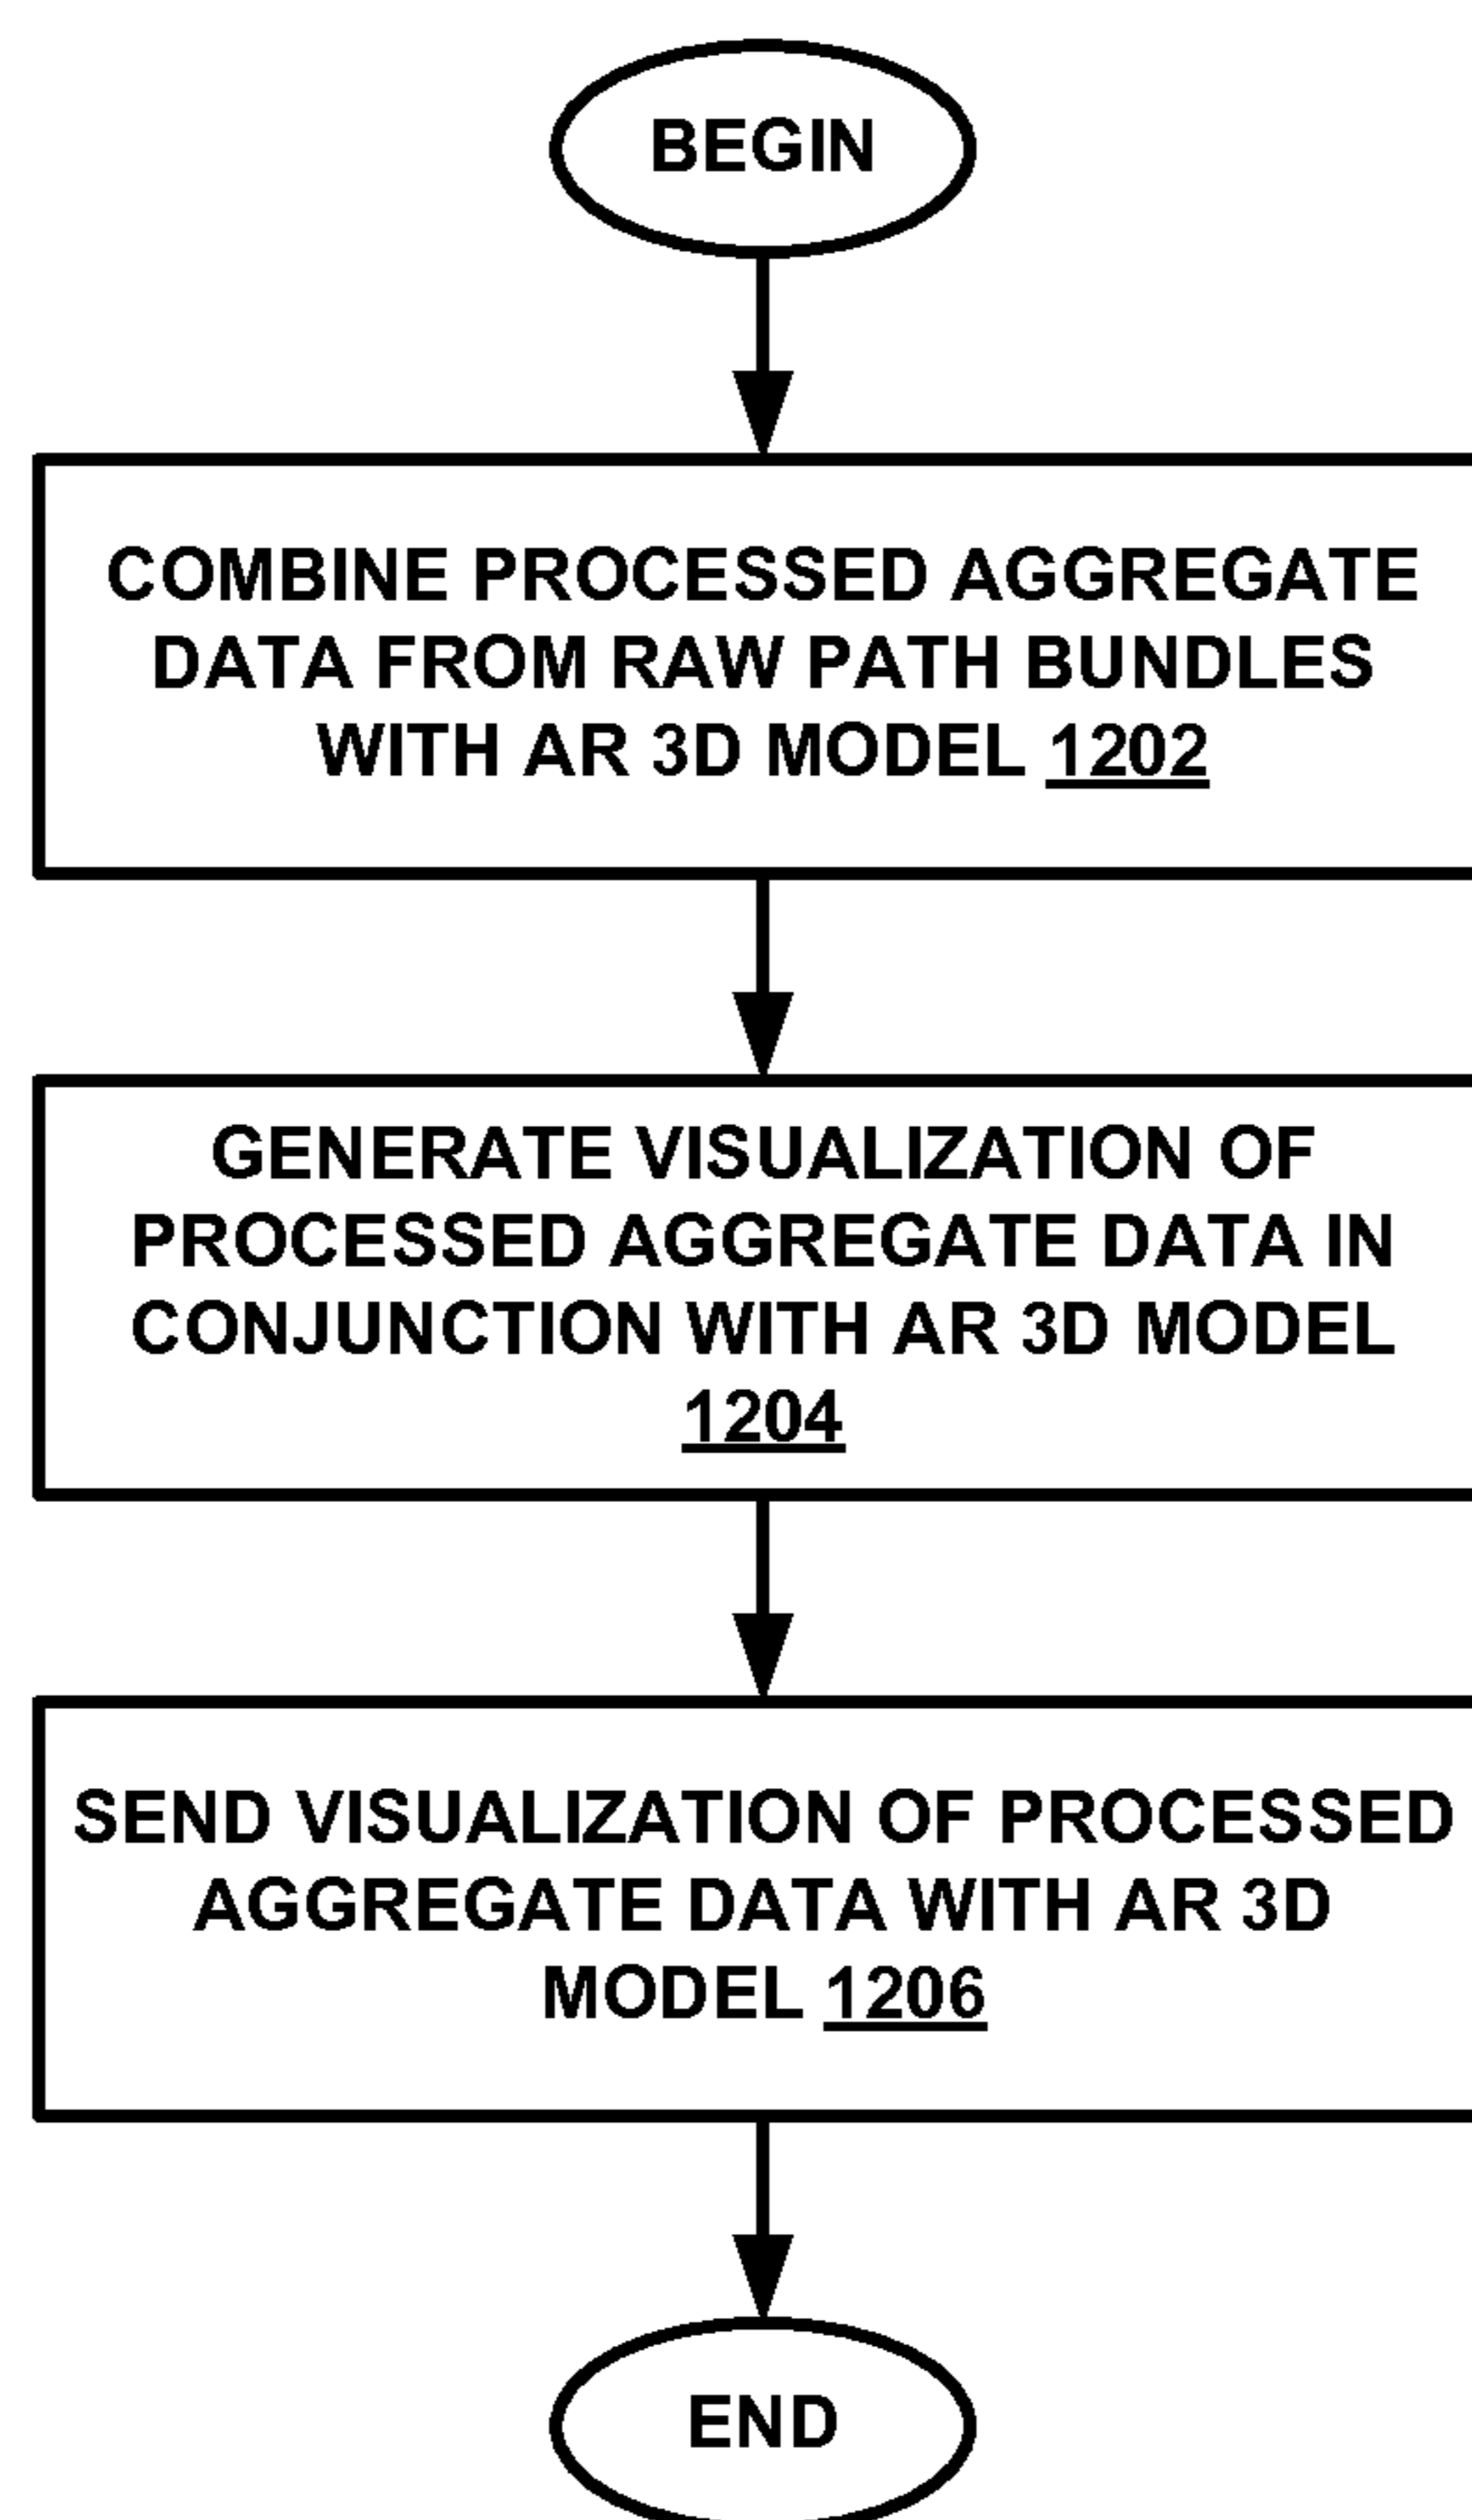 BEGIN
COMBINE PROCESSED AGGREGATE
DATA FROM RAW PATH BUNDLES
WITH AR 3D MODEL 1202
GENERATE VISUALIZATION OF
PROCESSED AGGREGATE DATA IN
CONJUNCTION WITH AR 3D MODEL
1204
SEND VISUALIZATION OF PROCESSED
AGGREGATE DATA WITH AR 3D
MODEL 1206
END